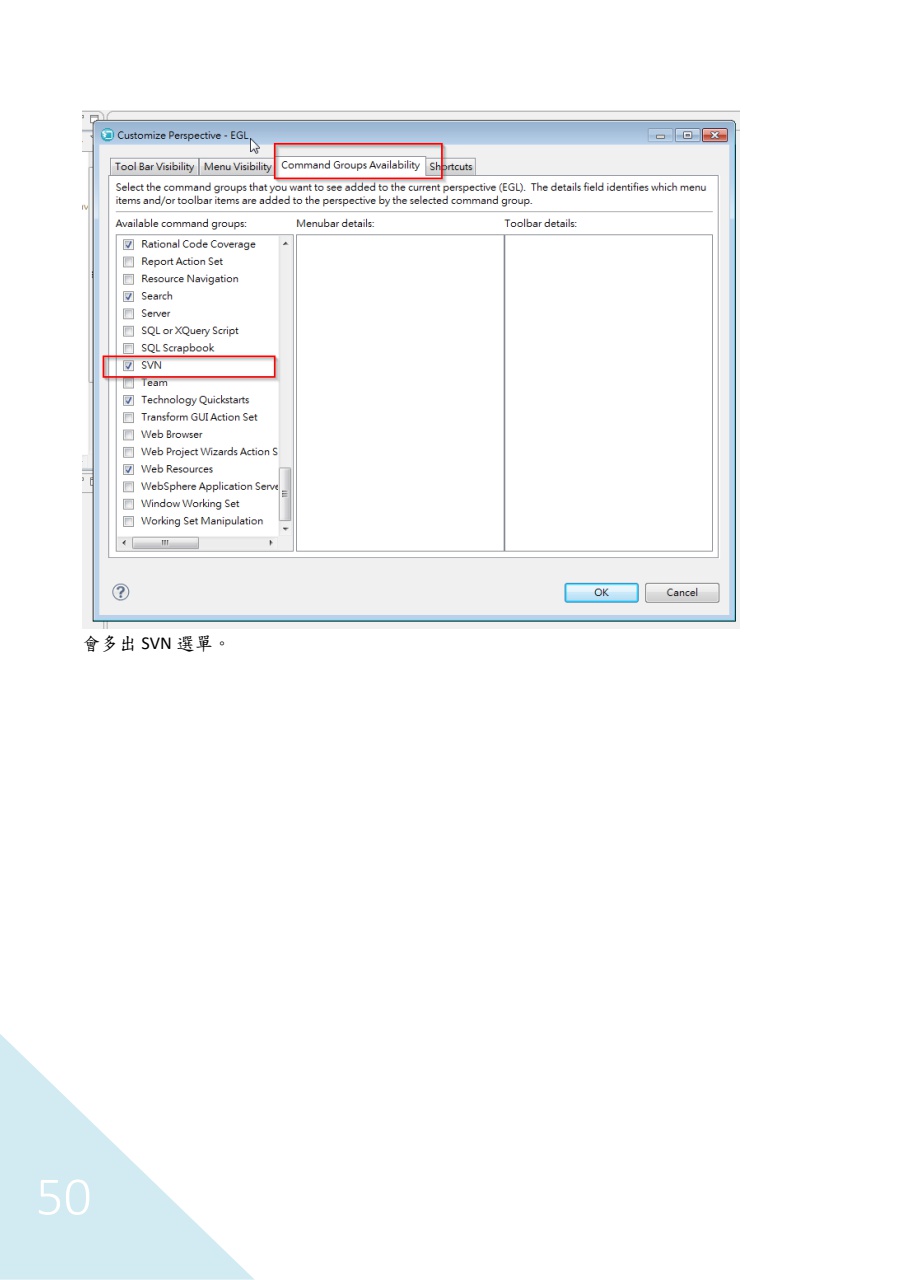 Customize Perspective - EGL
Tool Bar Visibility Menu Visibility Command Groups Availability Shortcuts
Select the command groups that you want to see added to the current perspective (EGL). The details field identifies which menu
items and/or toolbar items are added to the perspective by the selected command group.
Available command groups: Menubar details: Toolbar details:
Rational Code Coverage
Report Action Set
Resource Navigation
Search
Server
SQL or XQuery Script
SQL Scrapbook
SVN
Team
Technology Quickstarts
Transform GUI Action Set
Web Browser
Web Project Wizards Action S
Web Resources
WebSphere Application Serve
Window Working Set
Working Set Manipulation
? OK Cancel
會多出 SVN 選單。
50